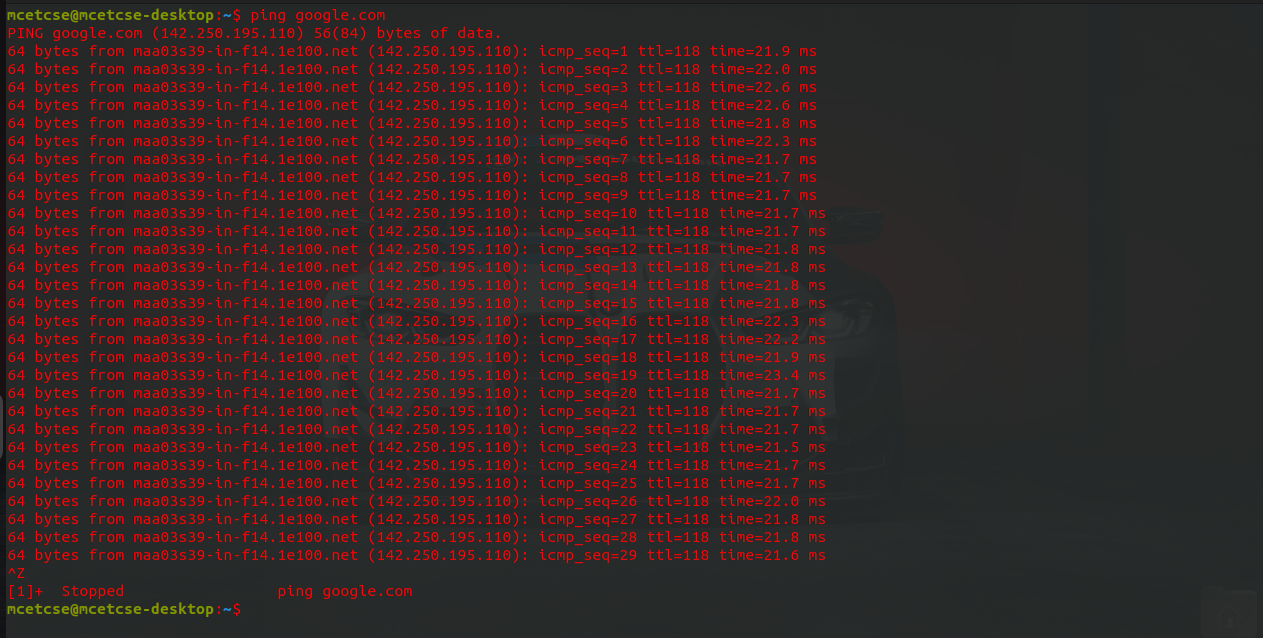 mcetcse@mcetcse-desktop:~$ ping google.com
PING google.com (142.250.195.110) 56(84) bytes of data.
64 bytes from maa03s39-in-f14.1e100.net (142.250.195.110): icmp_seq=1 ttl=118 time=21.9 ms
64 bytes from maa03s39-in-f14.1e100.net (142.250.195.110): icmp_seq=2 ttl=118 time=22.0 ms
64 bytes from maa03s39-in-f14.1e100.net (142.250.195.110): icmp_seq=3 ttl=118 time=22.6 ms
64 bytes from maa03s39-in-f14.1e100.net (142.250.195.110): icmp_seq=4 ttl=118 time=22.6 ms
64 bytes from maa03s39-in-f14.1e100.net (142.250.195.110): icmp_seq=5 ttl=118 time=21.8 ms
64 bytes from maa03s39-in-f14.1e100.net (142.250.195.110): icmp_seq=6 ttl=118 time=22.3 ms
64 bytes from maa03s39-in-f14.1e100.net (142.250.195.110): icmp_seq=7 ttl=118 time=21.7 ms
64 bytes from maa03s39-in-f14.1e100.net (142.250.195.110): icmp_seq=8 ttl=118 time=21.7 ms
64 bytes from maa03s39-in-f14.1e100.net (142.250.195.110): icmp_seq=9 ttl=118 time=21.7 ms
64 bytes from maa03s39-in-f14.1e100.net (142.250.195.110): icmp_seq=10 ttl=118 time=21.7 ms
64 bytes from maa03s39-in-f14.1e100.net (142.250.195.110): icmp_seq=11 ttl=118 time=21.7 ms
64 bytes from maa03s39-in-f14.1e100.net (142.250.195.110): icmp_seq=12 ttl=118 time=21.8 ms
64 bytes from maa03s39-in-f14.1e100.net (142.250.195.110): icmp_seq=13 ttl=118 time=21.8 ms
64 bytes from maa03s39-in-f14.1e100.net (142.250.195.110): icmp_seq=14 ttl=118 time=21.8 ms
64 bytes from maa03s39-in-f14.1e100.net (142.250.195.110): icmp_seq=15 ttl=118 time=21.8 ms
64 bytes from maa03s39-in-f14.1e100.net (142.250.195.110): icmp_seq=16 ttl=118 time=22.3 ms
64 bytes from maa03s39-in-f14.1e100.net (142.250.195.110): icmp_seq=17 ttl=118 time=22.2 ms
64 bytes from maa03s39-in-f14.1e100.net (142.250.195.110): icmp_seq=18 ttl=118 time=21.9 ms
64 bytes from maa03s39-in-f14.1e100.net (142.250.195.110): icmp_seq=19 ttl=118 time=23.4 ms
64 bytes from maa03s39-in-f14.1e100.net (142.250.195.110): icmp_seq=20 ttl=118 time=21.7 ms
64 bytes from maa03s39-in-f14.1e100.net (142.250.195.110): icmp_seq=21 ttl=118 time=21.7 ms
64 bytes from maa03s39-in-f14.1e100.net (142.250.195.110): icmp_seq=22 ttl=118 time=21.7 ms
64 bytes from maa03s39-in-f14.1e100.net (142.250.195.110): icmp_seq=23 ttl=118 time=21.5 ms
64 bytes from maa03s39-in-f14.1e100.net (142.250.195.110): icmp_seq=24 ttl=118 time=21.7 ms
64 bytes from maa03s39-in-f14.1e100.net (142.250.195.110): icmp_seq=25 ttl=118 time=21.7 ms
64 bytes from maa03s39-in-f14.1e100.net (142.250.195.110): icmp_seq=26 ttl=118 time=22.0 ms
64 bytes from maa03s39-in-f14.1e100.net (142.250.195.110): icmp_seq=27 ttl=118 time=21.8 ms
64 bytes from maa03s39-in-f14.1e100.net (142.250.195.110): icmp_seq=28 ttl=118 time=21.8 ms
64 bytes from maa03s39-in-f14.1e100.net (142.250.195.110): icmp_seq=29 ttl=118 time=21.6 ms
^Z
[1]+  Stopped                 ping google.com
mcetcse@mcetcse-desktop:~$